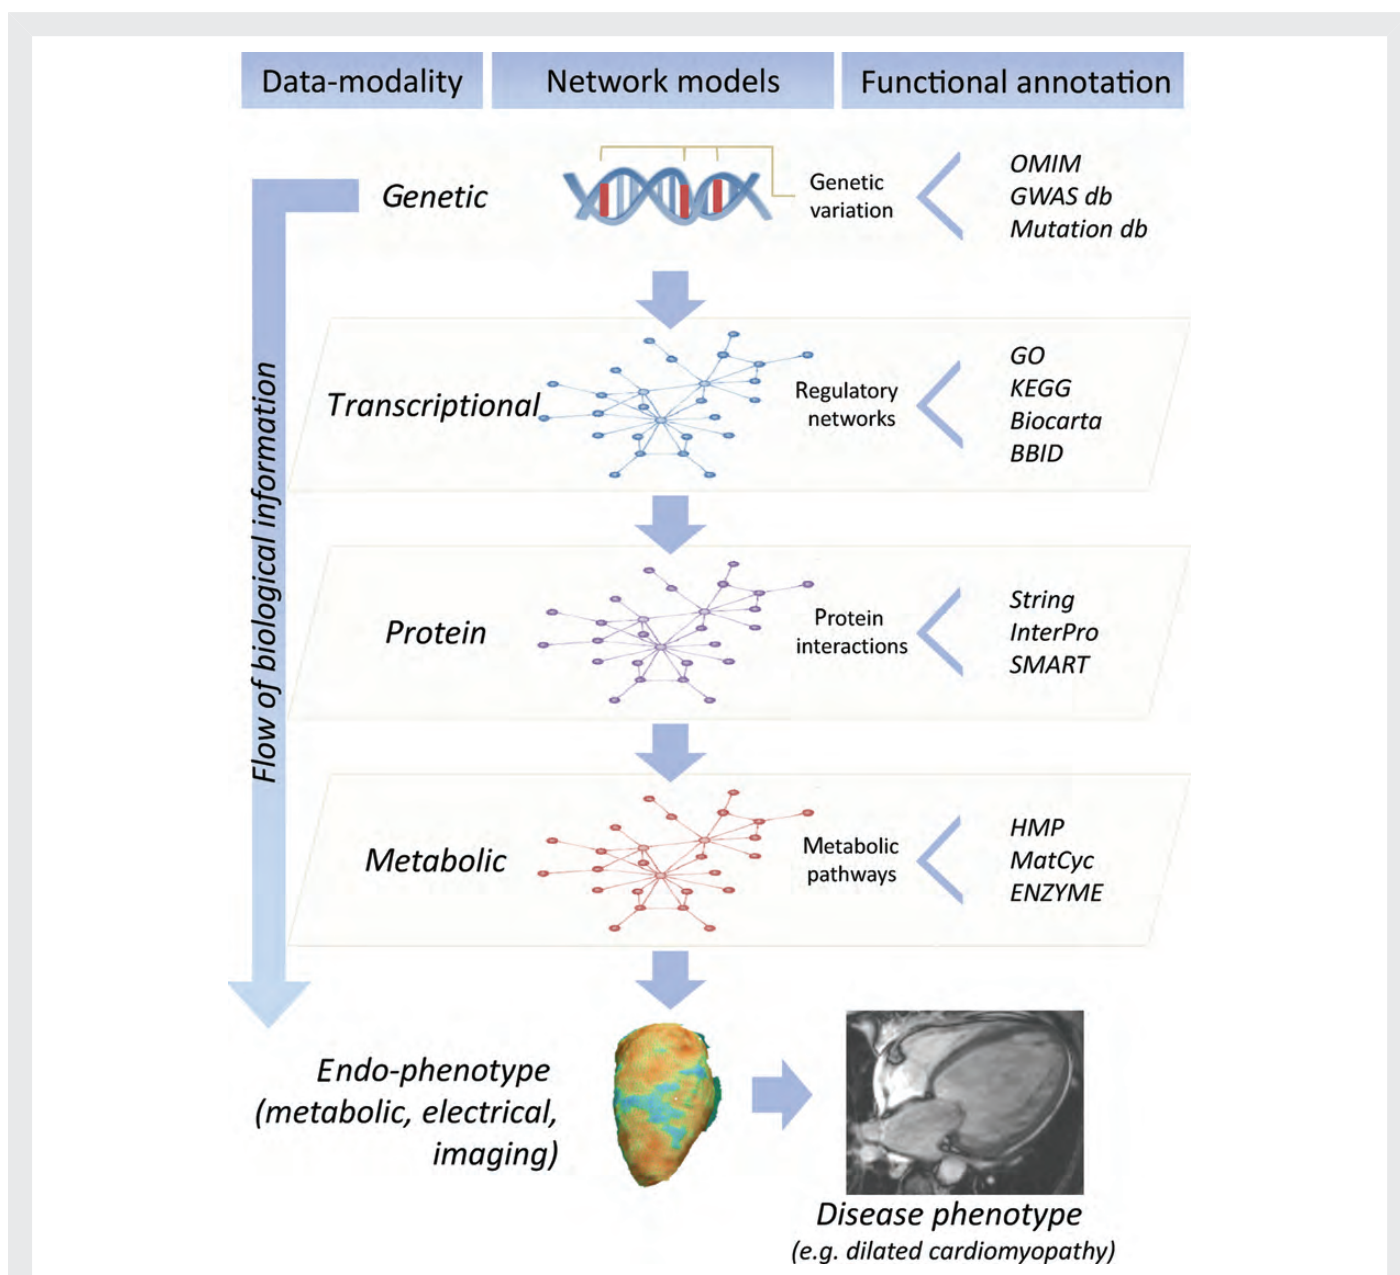 Data-modality
Network models
Functional annotation
Genetic
Genetic
variation
OMIM
GWAS db
Mutation db
Flow of biological information
Transcriptional
Regulatory
networks
GO
KEGG
Biocarta
BBID
Protein
Protein
interactions
String
InterPro
SMART
Metabolic
Metabolic
pathways
HMP
MatCyc
ENZYME
Endo-phenotype
(metabolic, electrical,
imaging)
Disease phenotype
(e.g. dilated cardiomyopathy)